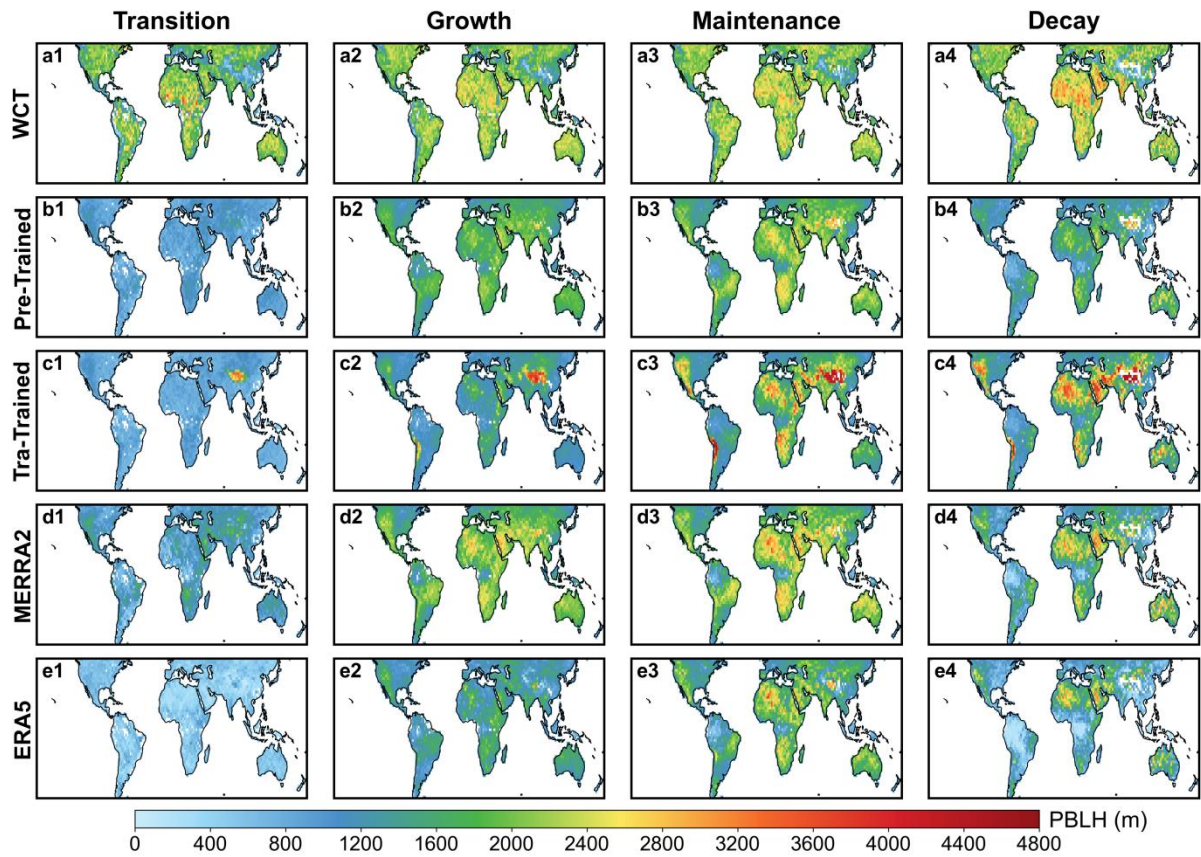 Transition Growth Maintenance Decay
WCT a1 a2 a3 a4
Pre-Trained b1 b2 b3 b4
Tra-Trained c1 c2 c3 c4
MERRA2 d1 d2 d3 d4
ERA5 e1 e2 e3 e4
PBLH (m)
0 400 800 1200 1600 2000 2400 2800 3200 3600 4000 4400 4800